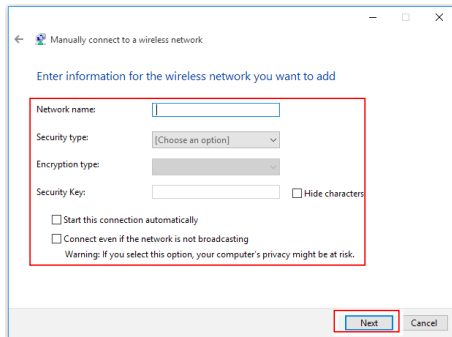 Manually connect to a wireless network
Enter information for the wireless network you want to add
Network name:
Security type:
[Choose an option]
Encryption type:
Security Key:
Hide characters
Start this connection automatically
Connect even if the network is not broadcasting
Warning: If you select this option, your computer's privacy might be at risk.
Next
Cancel